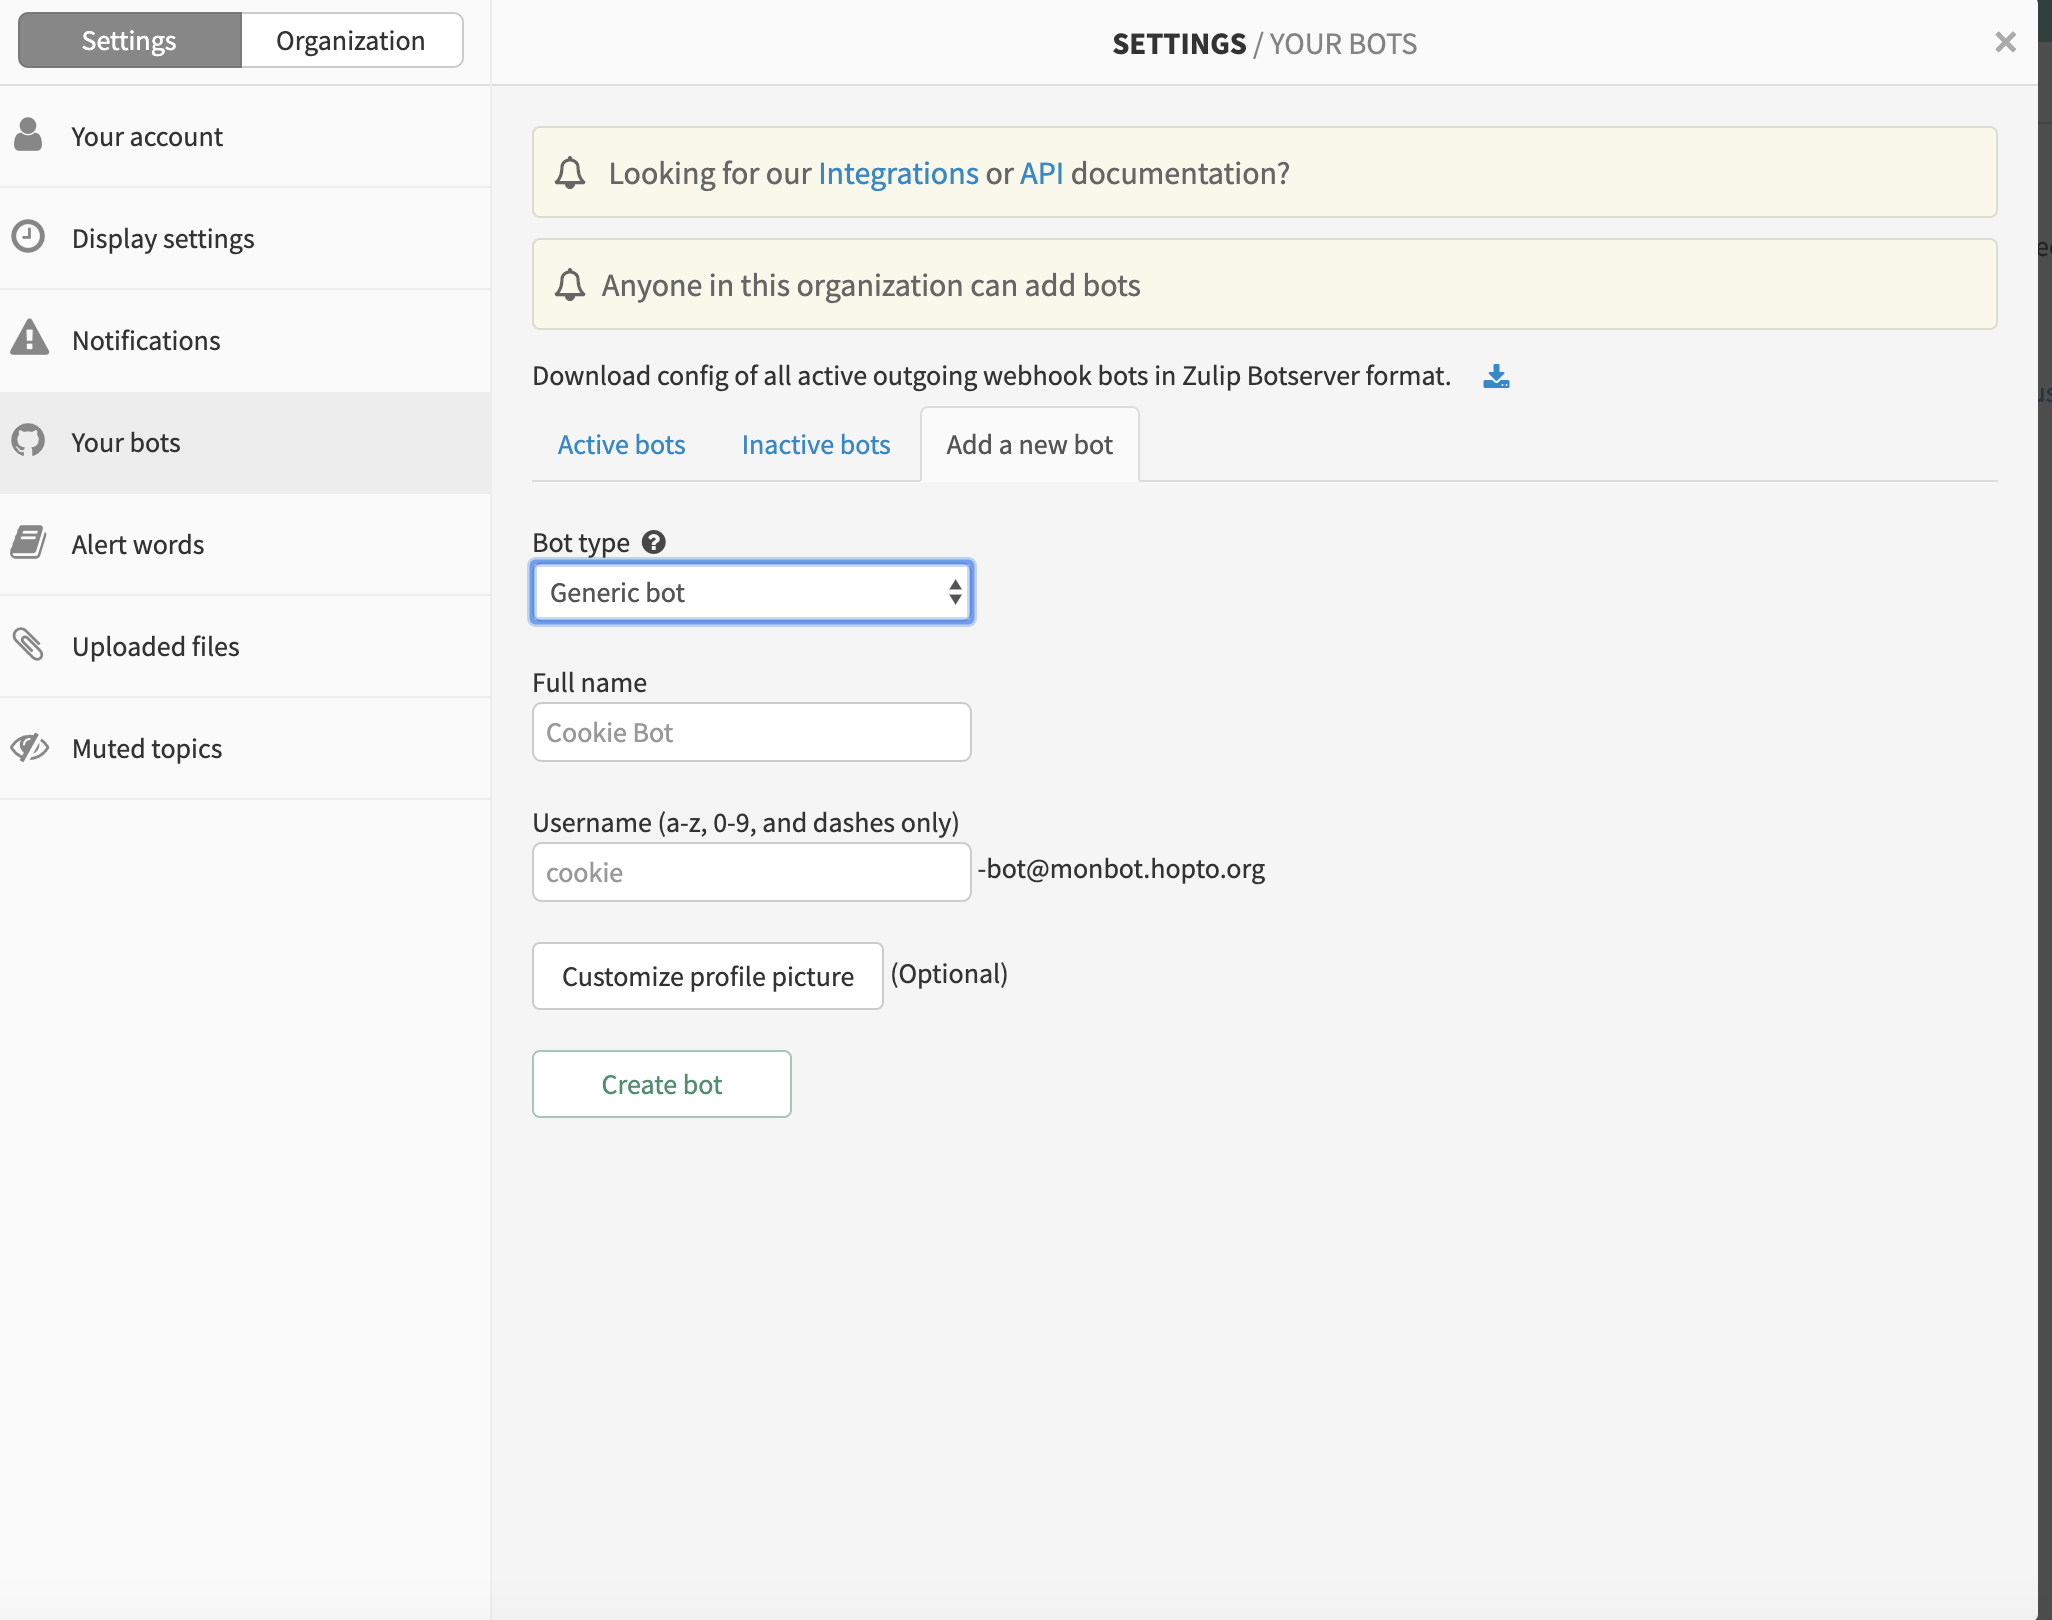 Settings
Organization
SETTINGS / YOUR BOTS
Your account
Display settings
Notifications
Your bots
Alert words
Uploaded files
Muted topics
Looking for our Integrations or API documentation?
Anyone in this organization can add bots
Download config of all active outgoing webhook bots in Zulip Botserver format.
Active bots
Inactive bots
Add a new bot
Bot type
Generic bot
Full name
Cookie Bot
Username (a-z, 0-9, and dashes only)
cookie
-bot@monbot.hopto.org
Customize profile picture
(Optional)
Create bot